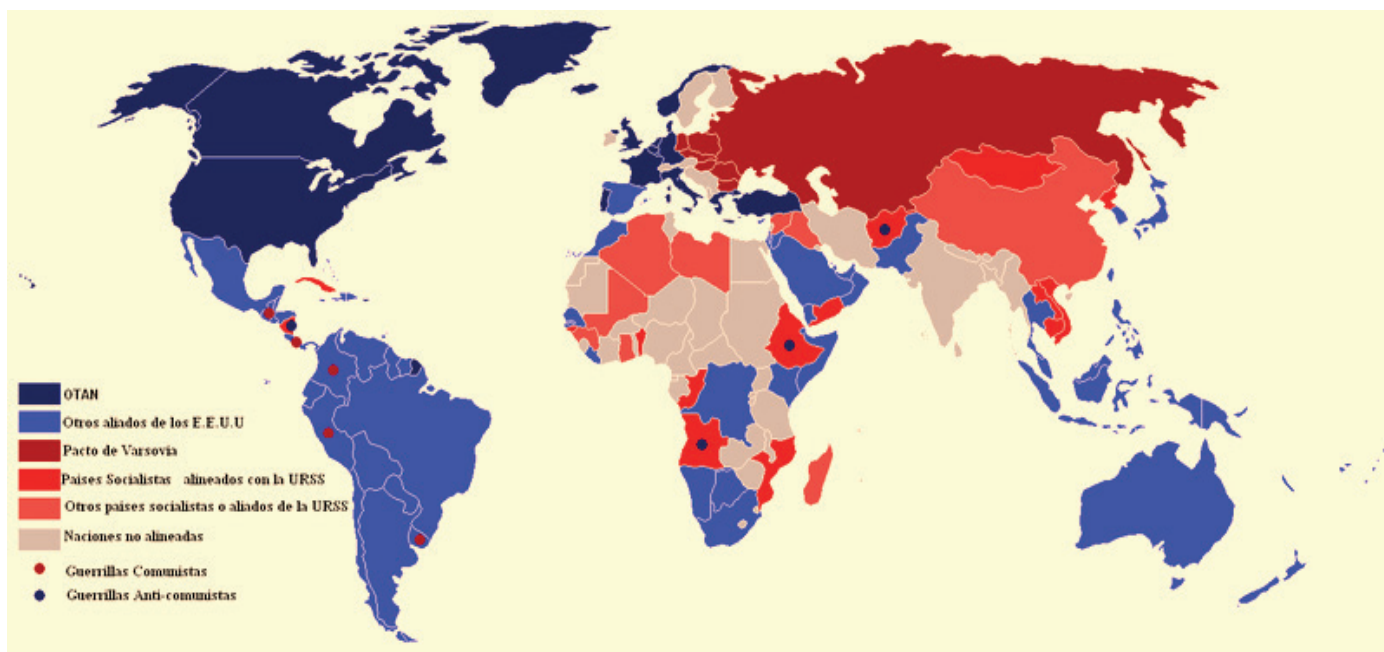 OTAN
Otros aliados de los E.E.U.U
Pacto de Varsovia
Países Socialistas alineados con la URSS
Otros países socialistas o aliados de la URSS
Naciones no alineadas
Guerrillas Comunistas
Guerrillas Anti-comunistas